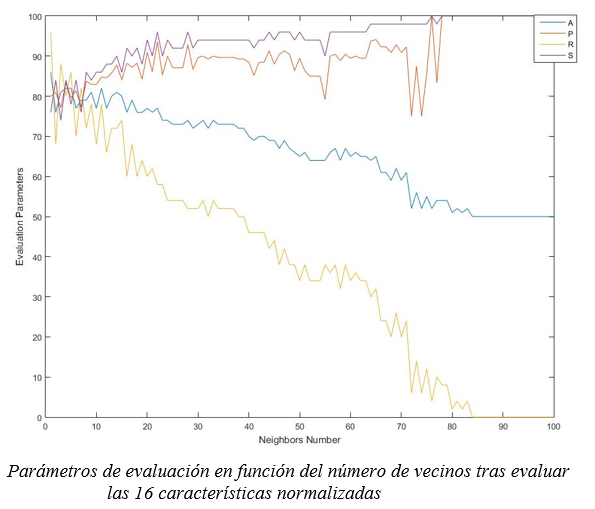 100
90
80
70
60
50
40
30
20
10
0
Evaluation Parameters
0 10 20 30 40 50 60 70 80 90 100
Neighbors Number
A
P
R
S
Parámetros de evaluación en función del número de vecinos tras evaluar
las 16 características normalizadas